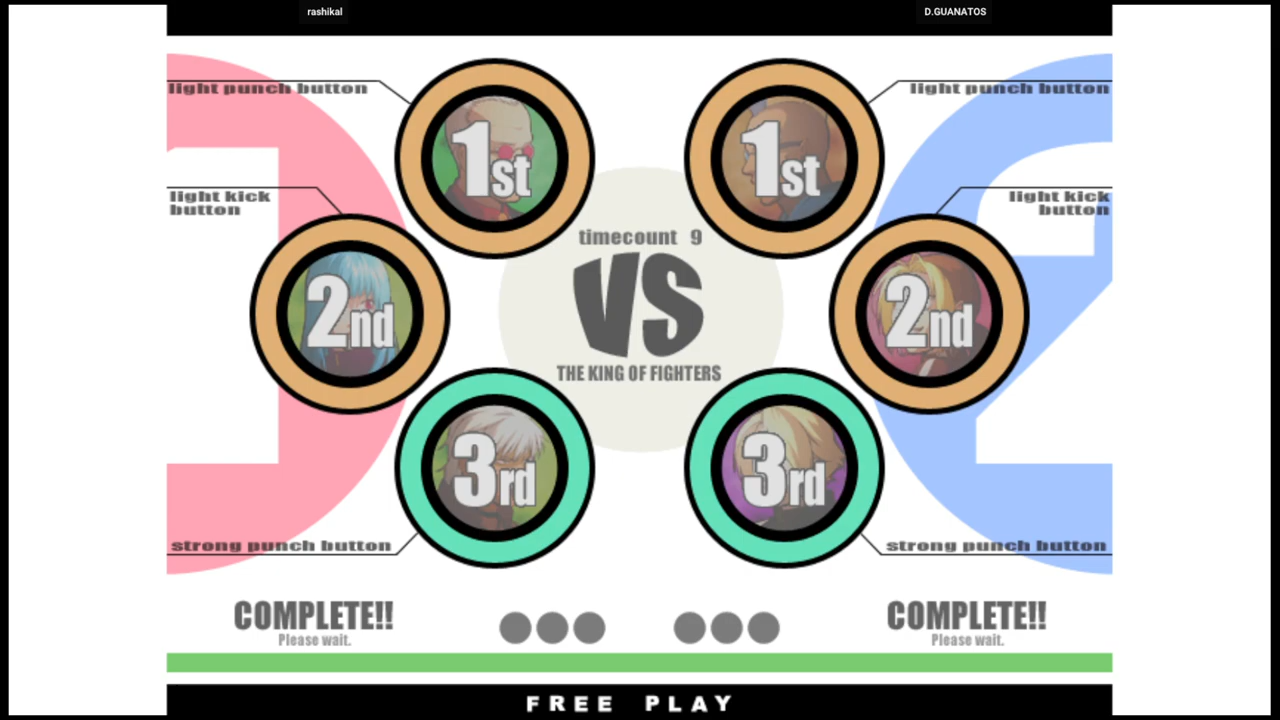 rashikal
D.GUANATOS
light punch button
light punch button
1st
1st
light kick
button
light kick
button
timecount 9
VS
THE KING OF FIGHTERS
2nd
2nd
3rd
3rd
strong punch button
strong punch button
COMPLETE!!
Please wait.
COMPLETE!!
Please wait.
FREE PLAY
1
2